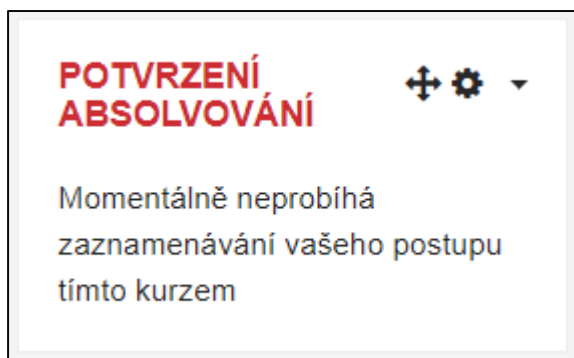 POTVRZENÍ
ABSOLVOVÁNÍ
Momentálně neprobíhá
zaznamenávání vašeho postupu
tímto kurzem